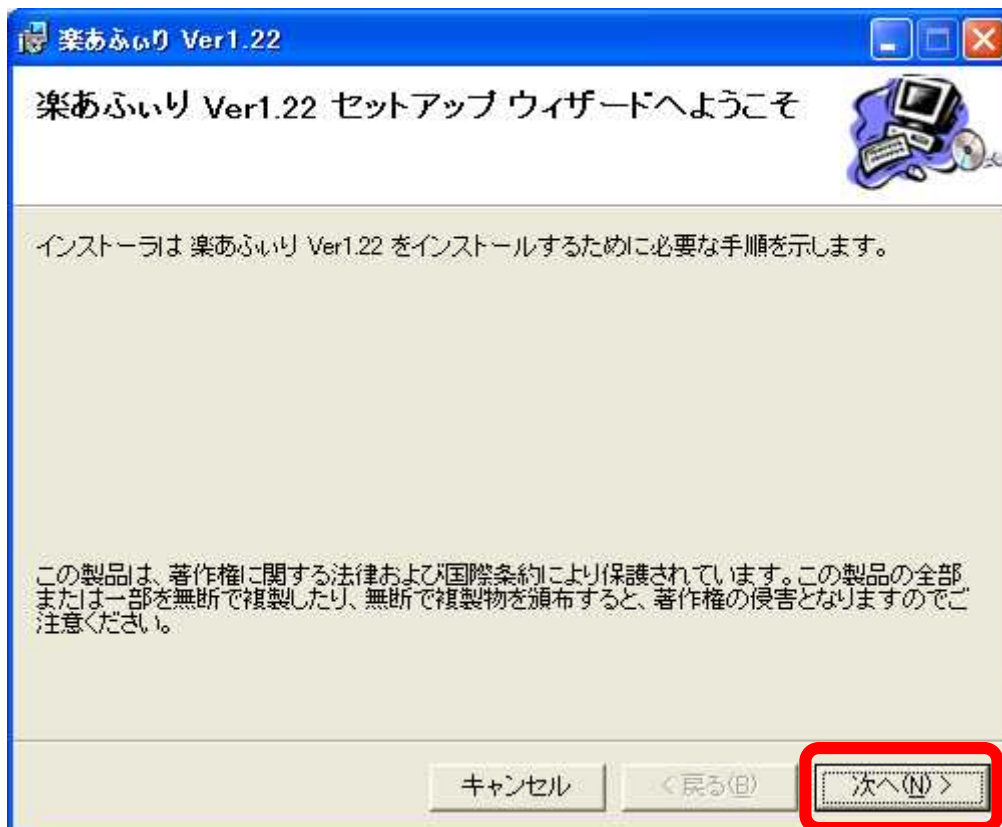 楽あふぃり Ver1.22
楽あふぃり Ver1.22 セットアップ ウィザードへようこそ
インストーラは 楽あふぃり Ver1.22 をインストールするために必要な手順を示します。
この製品は、著作権に関する法律および国際条約により保護されています。この製品の全部
または一部を無断で複製したり、無断で複製物を頒布すると、著作権の侵害となりますのでご
注意ください。
キャンセル
< 戻る(B)
次へ(N) >